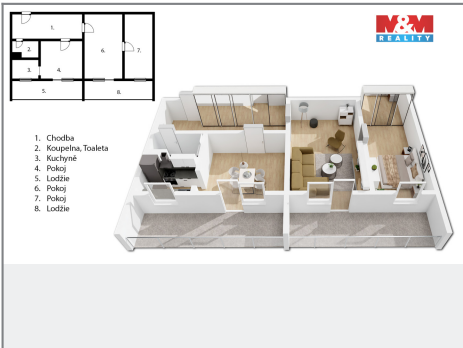 M&M
REALITY
1.
2.
3.
4.
5.
6.
7.
8.
1. Chodba
2. Koupelna, Toaleta
3. Kuchyně
4. Pokoj
5. Lodžie
6. Pokoj
7. Pokoj
8. Lodžie